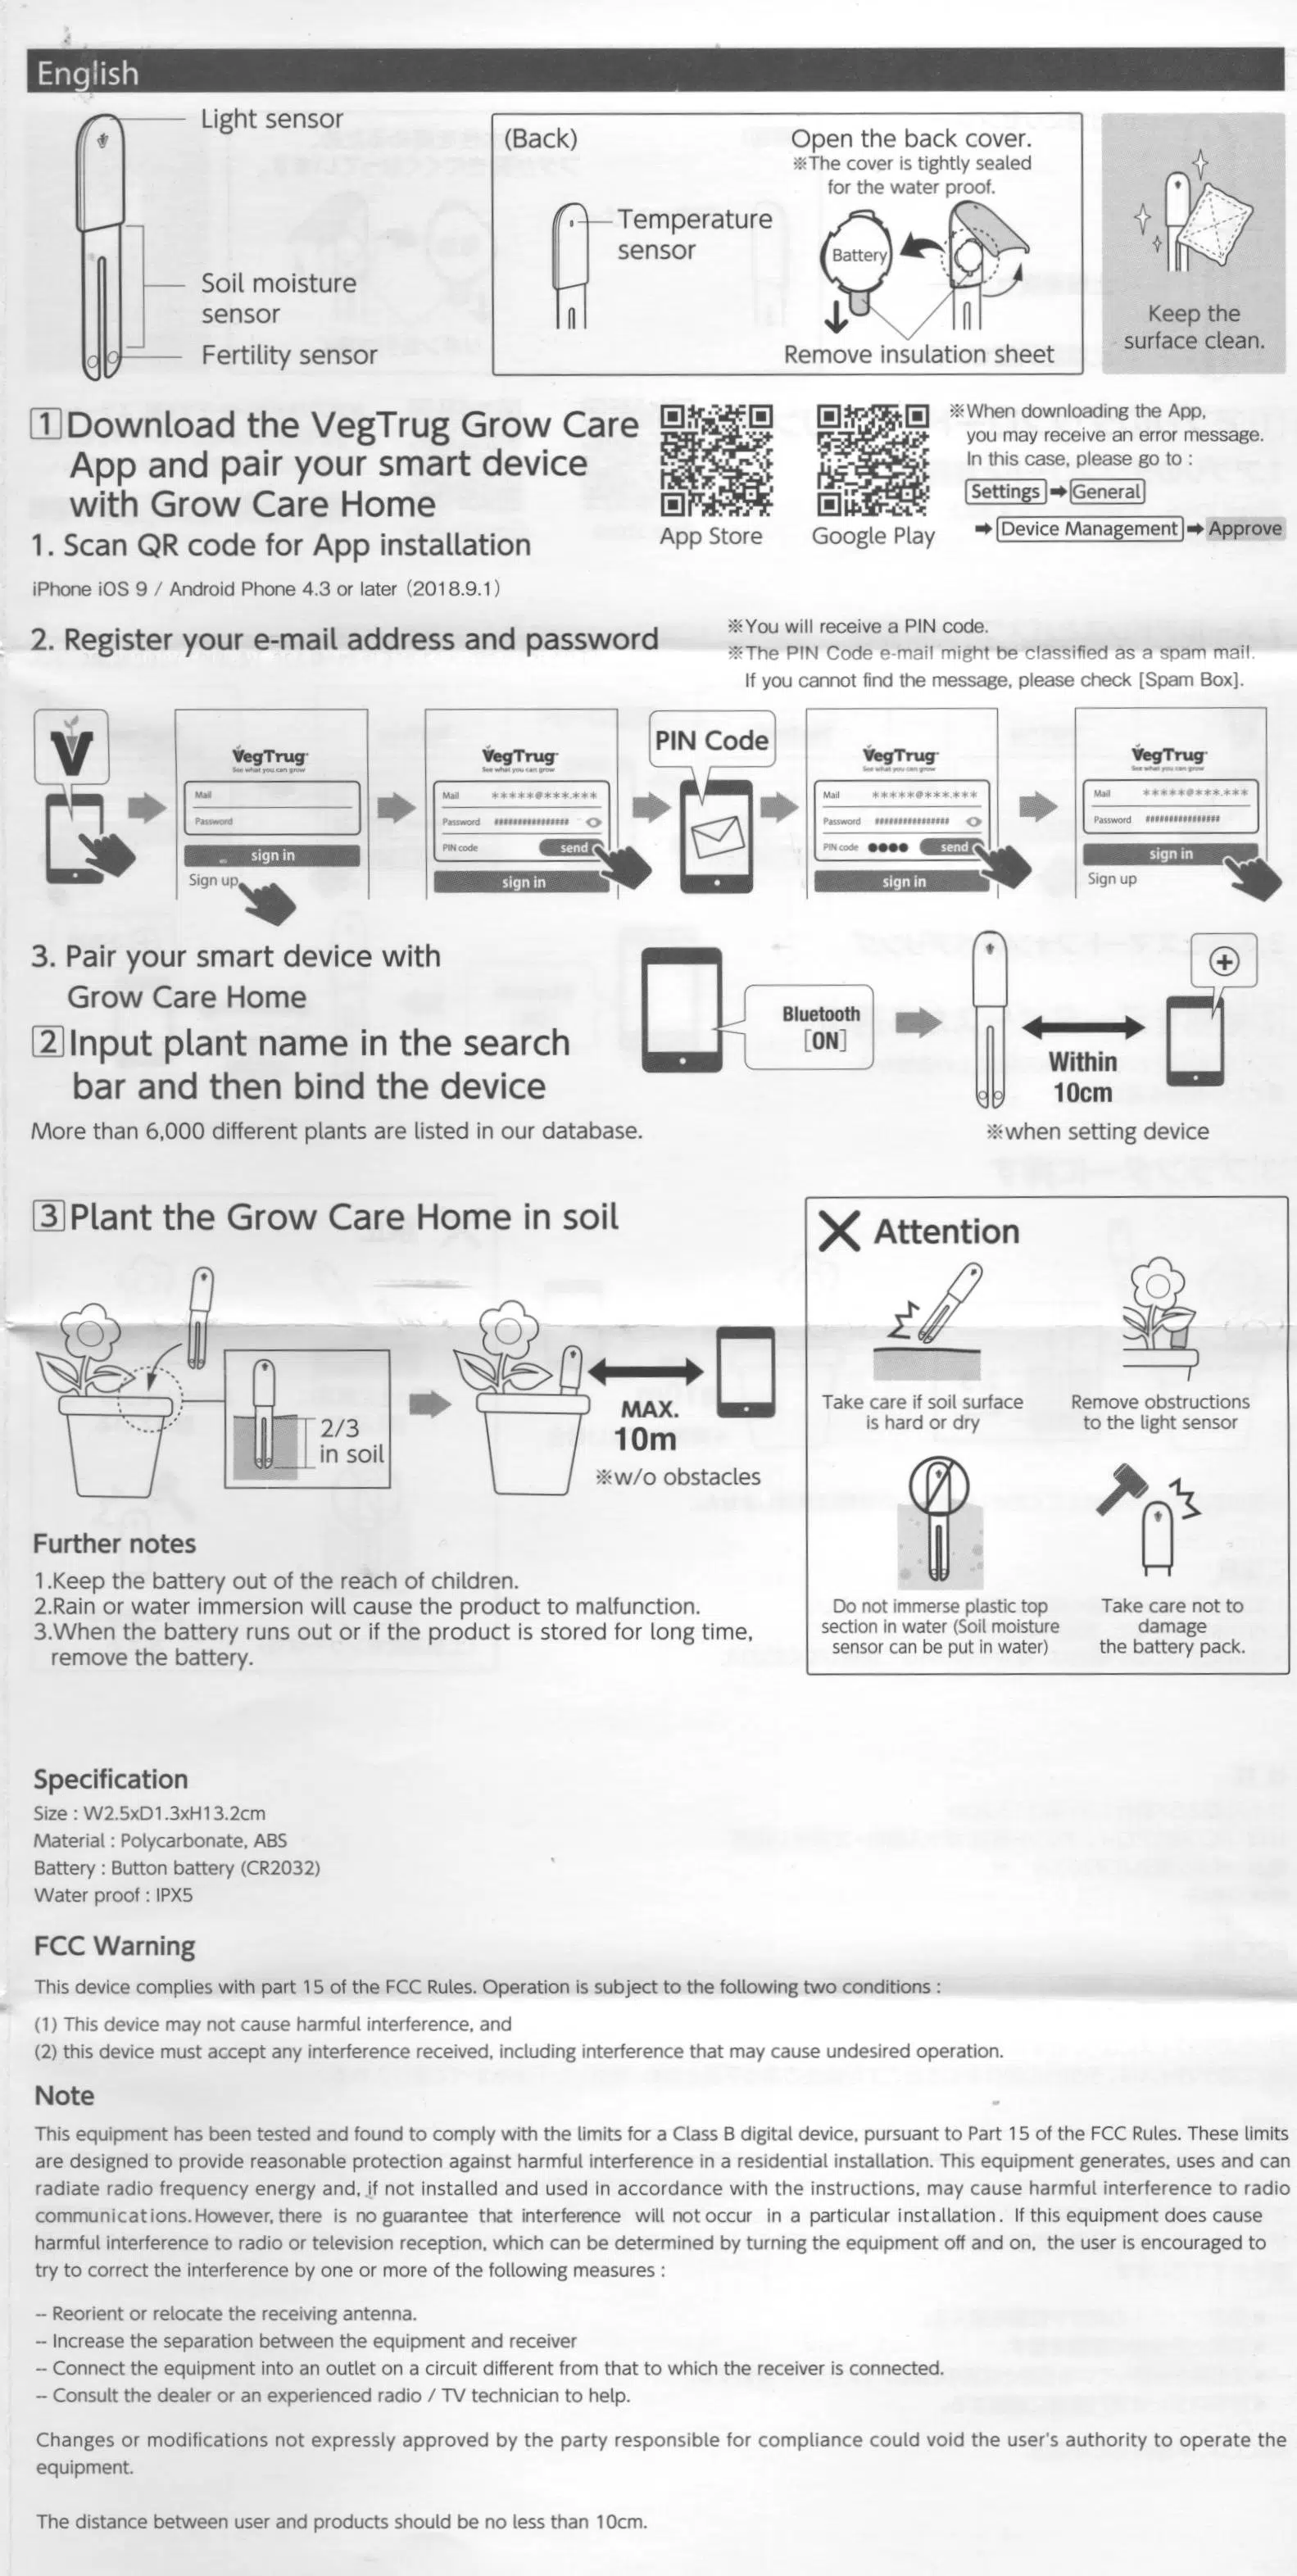 English
Light sensor
Soil moisture
sensor
Fertility sensor
(Back)
Temperature
sensor
Open the back cover.
※The cover is tightly sealed
for the water proof.
Battery
Remove insulation sheet
Keep the
surface clean.
1 Download the VegTrug Grow Care
App and pair your smart device
with Grow Care Home
1. Scan QR code for App installation
iPhone iOS 9 / Android Phone 4.3 or later (2018.9.1)
App Store
Google Play
※When downloading the App,
you may receive an error message.
In this case, please go to :
Settings ➡ General
➡ Device Management ➡ Approve
2. Register your e-mail address and password
※You will receive a PIN code.
※The PIN Code e-mail might be classified as a spam mail.
If you cannot find the message, please check [Spam Box].
V
VegTrug
See what you can grow
Mail
Password
sign in
Sign up
VegTrug
See what you can grow
Mail *****@***.***
Password ################
PIN code send
sign in
PIN Code
VegTrug
See what you can grow
Mail *****@***.***
Password ################
PIN code ●●●● send
sign in
VegTrug
See what you can grow
Mail *****@***.***
Password ################
sign in
Sign up
3. Pair your smart device with
Grow Care Home
Bluetooth
[ON]
Within
10cm
※when setting device
2 Input plant name in the search
bar and then bind the device
More than 6,000 different plants are listed in our database.
3 Plant the Grow Care Home in soil
2/3
in soil
MAX.
10m
※w/o obstacles
Attention
Take care if soil surface
is hard or dry
Remove obstructions
to the light sensor
Do not immerse plastic top
section in water (Soil moisture
sensor can be put in water)
Take care not to
damage
the battery pack.
Further notes
1.Keep the battery out of the reach of children.
2.Rain or water immersion will cause the product to malfunction.
3.When the battery runs out or if the product is stored for long time,
remove the battery.
Specification
Size : W2.5xD1.3xH13.2cm
Material : Polycarbonate, ABS
Battery : Button battery (CR2032)
Water proof : IPX5
FCC Warning
This device complies with part 15 of the FCC Rules. Operation is subject to the following two conditions :
(1) This device may not cause harmful interference, and
(2) this device must accept any interference received, including interference that may cause undesired operation.
Note
This equipment has been tested and found to comply with the limits for a Class B digital device, pursuant to Part 15 of the FCC Rules. These limits
are designed to provide reasonable protection against harmful interference in a residential installation. This equipment generates, uses and can
radiate radio frequency energy and, if not installed and used in accordance with the instructions, may cause harmful interference to radio
communications. However, there is no guarantee that interference will not occur in a particular installation. If this equipment does cause
harmful interference to radio or television reception, which can be determined by turning the equipment off and on, the user is encouraged to
try to correct the interference by one or more of the following measures :
-- Reorient or relocate the receiving antenna.
-- Increase the separation between the equipment and receiver
-- Connect the equipment into an outlet on a circuit different from that to which the receiver is connected.
-- Consult the dealer or an experienced radio / TV technician to help.
Changes or modifications not expressly approved by the party responsible for compliance could void the user's authority to operate the
equipment.
The distance between user and products should be no less than 10cm.